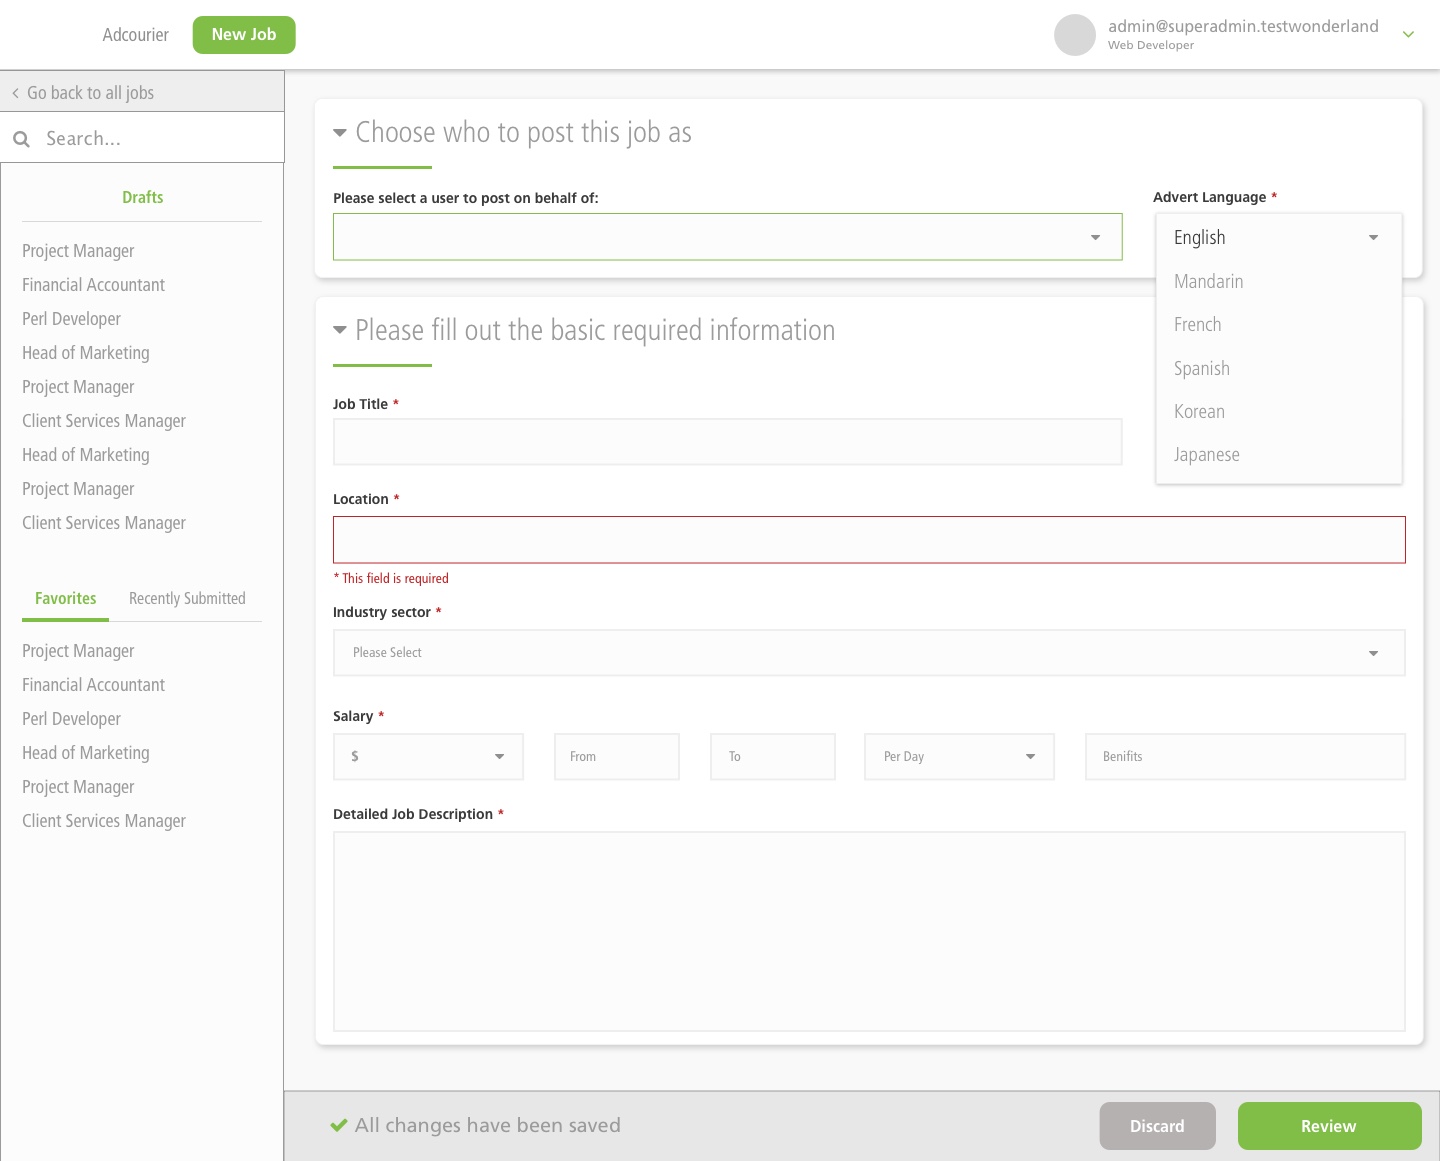 Adcourier
New Job
admin@superadmin.testwonderland
Web Developer
Go back to all jobs
Search...
Drafts
Project Manager
Financial Accountant
Perl Developer
Head of Marketing
Project Manager
Client Services Manager
Head of Marketing
Project Manager
Client Services Manager
Favorites
Recently Submitted
Project Manager
Financial Accountant
Perl Developer
Head of Marketing
Project Manager
Client Services Manager
Choose who to post this job as
Please select a user to post on behalf of:
Advert Language *
English
Mandarin
French
Spanish
Korean
Japanese
Please fill out the basic required information
Job Title *
Location *
* This field is required
Industry sector *
Please Select
Salary *
$
From
To
Per Day
Benifits
Detailed Job Description *
All changes have been saved
Discard
Review